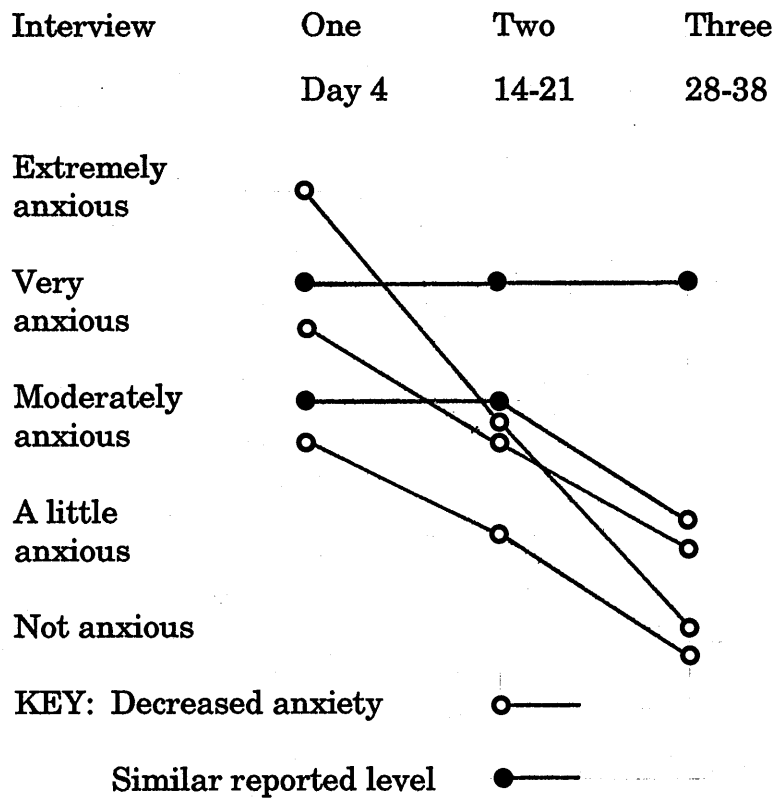 Interview One Two Three
Day 4 14-21 28-38
Extremely
anxious
Very
anxious
Moderately
anxious
A little
anxious
Not anxious
KEY: Decreased anxiety
Similar reported level